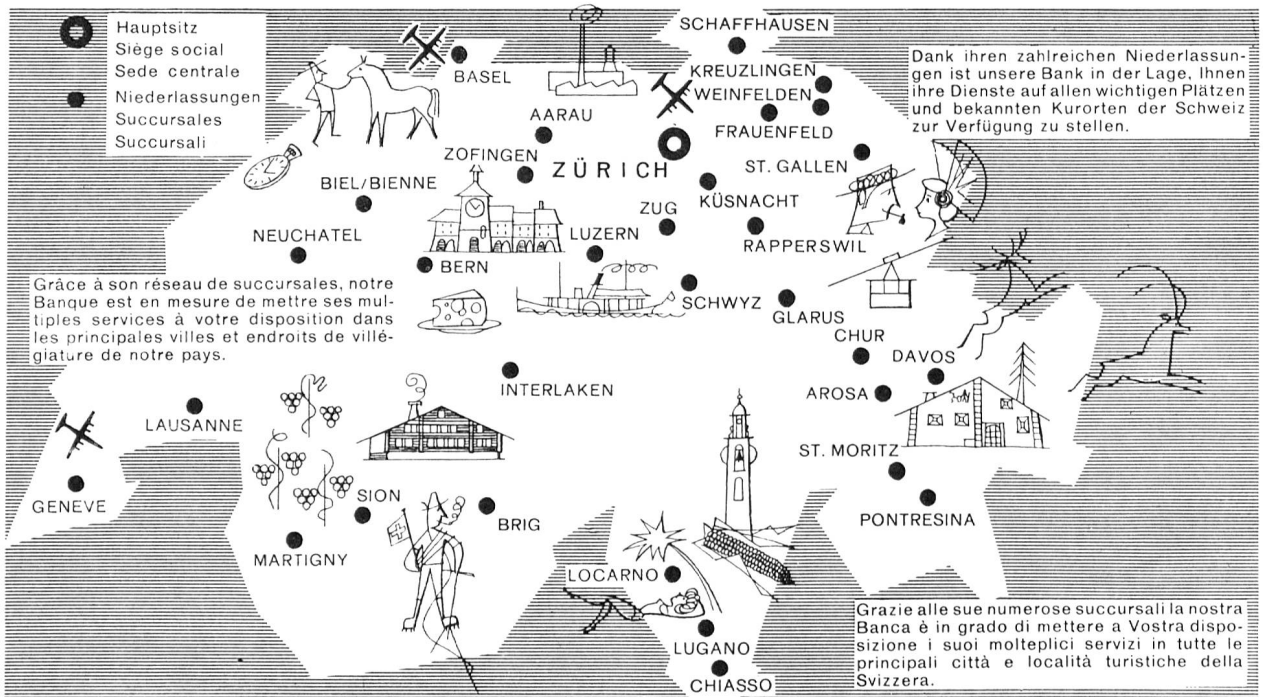 Hauptsitz
Siège social
Sede centrale
Niederlassungen
Succursales
Succursali
SCHAFFHAUSEN
BASEL
KREUZLINGEN
WEINFELDEN
FRAUENFELD
Dank ihren zahlreichen Niederlassun-
gen ist unsere Bank in der Lage, Ihnen
ihre Dienste auf allen wichtigen Plätzen
und bekannten Kurorten der Schweiz
zur Verfügung zu stellen.
AARAU
ZOFINGEN
ZÜRICH
ST. GALLEN
BIEL/BIENNE
KÜSNACHT
ZUG
RAPPERSWIL
NEUCHATEL
LUZERN
BERN
Grâce à son réseau de succursales, notre
Banque est en mesure de mettre ses mul-
tiples services à votre disposition dans
les principales villes et endroits de villé-
giature de notre pays.
SCHWYZ
GLARUS
CHUR
DAVOS
INTERLAKEN
AROSA
LAUSANNE
ST. MORITZ
GENEVE
SION
BRIG
PONTRESINA
MARTIGNY
LOCARNO
LUGANO
CHIASSO
Grazie alle sue numerose succursali la nostra
Banca è in grado di mettere a Vostra dispo-
sizione i suoi molteplici servizi in tutte le
principali città e località turistiche della
Svizzera.